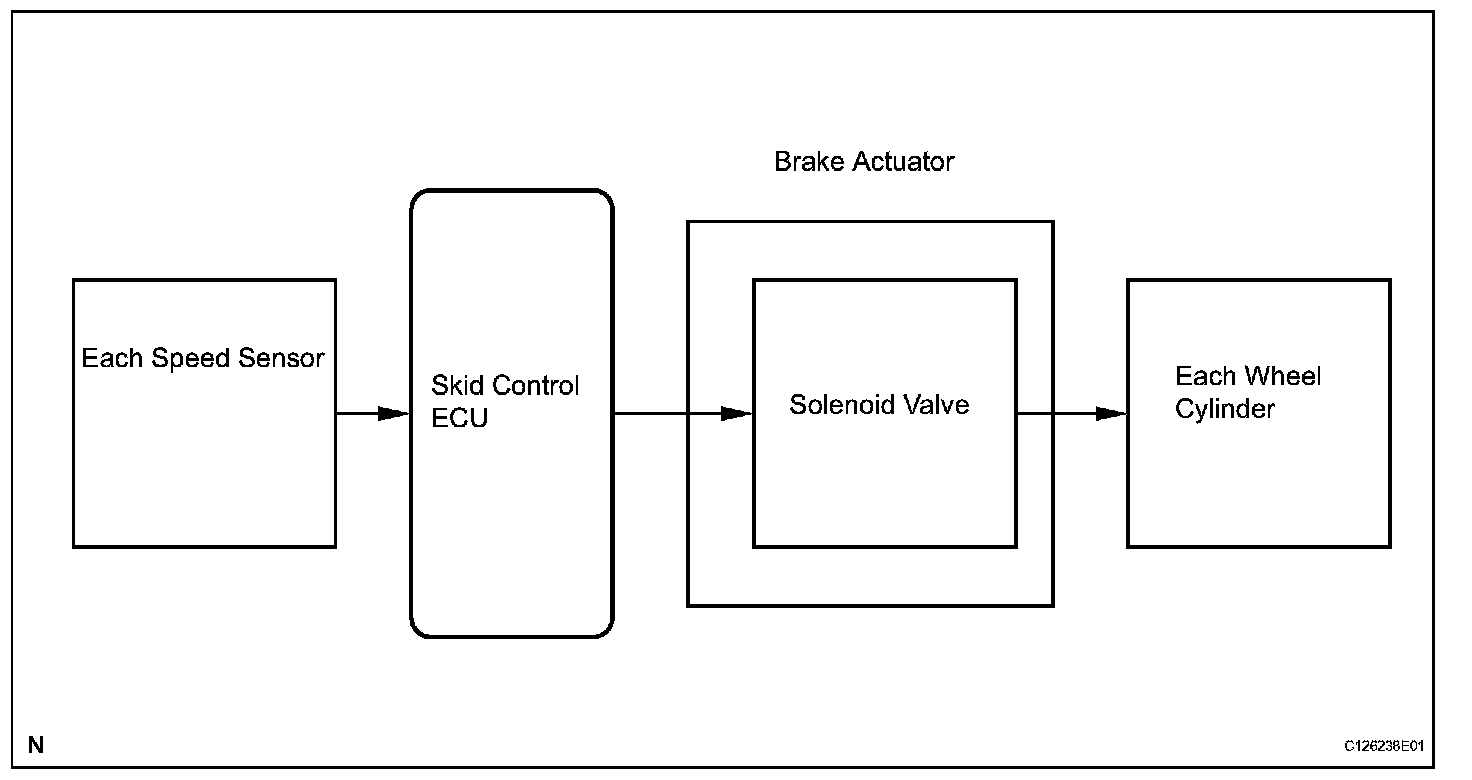 Brake Actuator
Each Speed Sensor
Skid Control
ECU
Solenoid Valve
Each Wheel
Cylinder
N
C126238E01